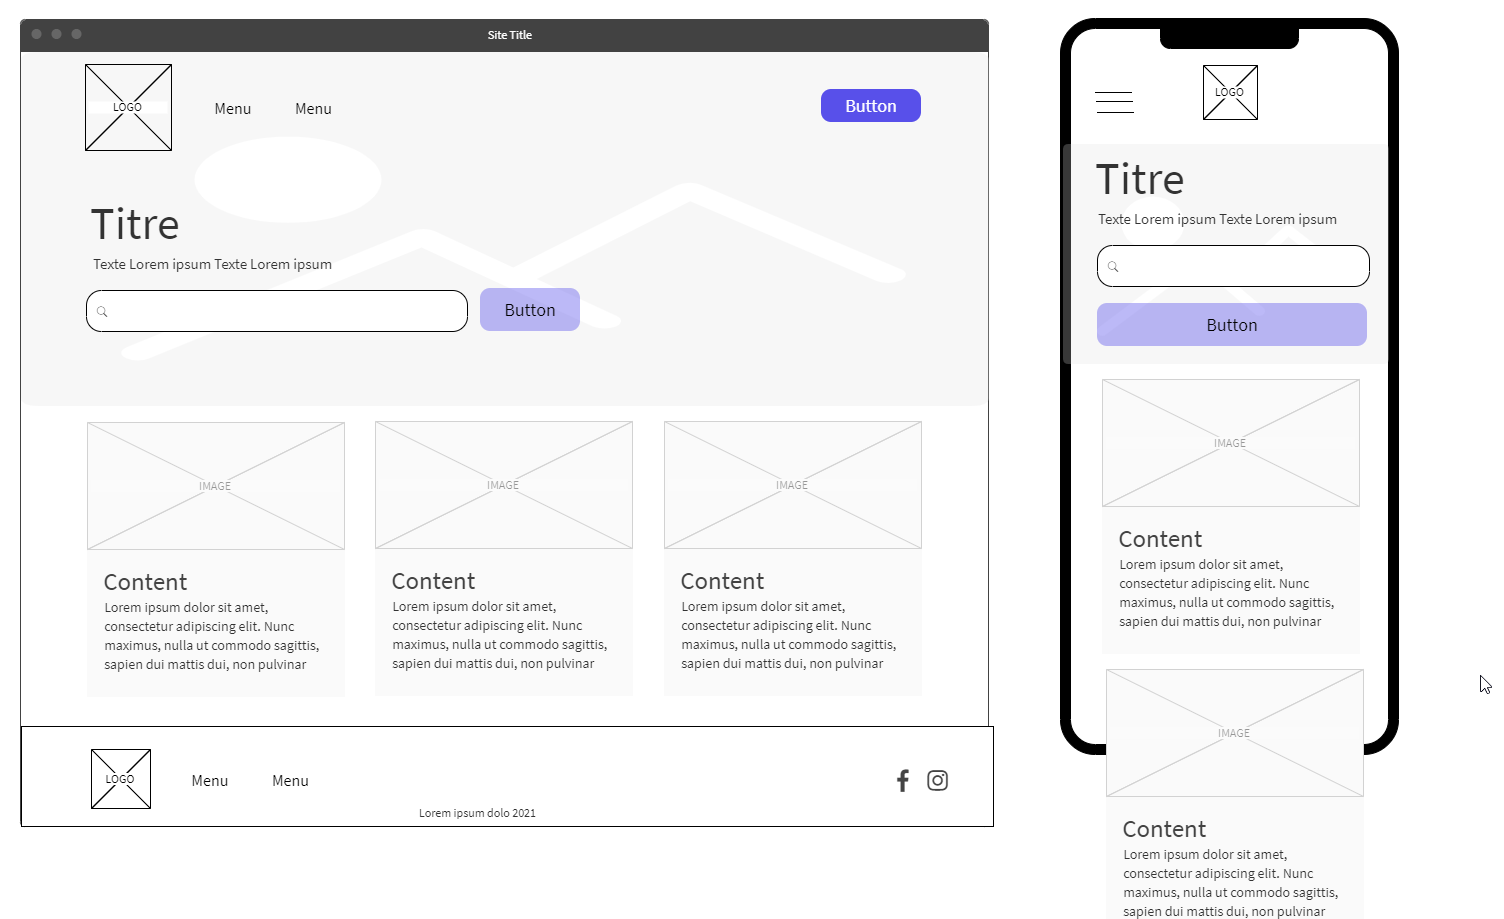 Site Title
LOGO
Menu
Menu
Button
Titre
Texte Lorem ipsum Texte Lorem ipsum
Button
IMAGE
Content
Lorem ipsum dolor sit amet,
consectetur adipiscing elit. Nunc
maximus, nulla ut commodo sagittis,
sapien dui mattis dui, non pulvinar
IMAGE
Content
Lorem ipsum dolor sit amet,
consectetur adipiscing elit. Nunc
maximus, nulla ut commodo sagittis,
sapien dui mattis dui, non pulvinar
IMAGE
Content
Lorem ipsum dolor sit amet,
consectetur adipiscing elit. Nunc
maximus, nulla ut commodo sagittis,
sapien dui mattis dui, non pulvinar
LOGO
Menu
Menu
Lorem ipsum dolo 2021
LOGO
Titre
Texte Lorem ipsum Texte Lorem ipsum
Button
IMAGE
Content
Lorem ipsum dolor sit amet,
consectetur adipiscing elit. Nunc
maximus, nulla ut commodo sagittis,
sapien dui mattis dui, non pulvinar
IMAGE
Content
Lorem ipsum dolor sit amet,
consectetur adipiscing elit. Nunc
maximus, nulla ut commodo sagittis,
sapien dui mattis dui, non pulvinar